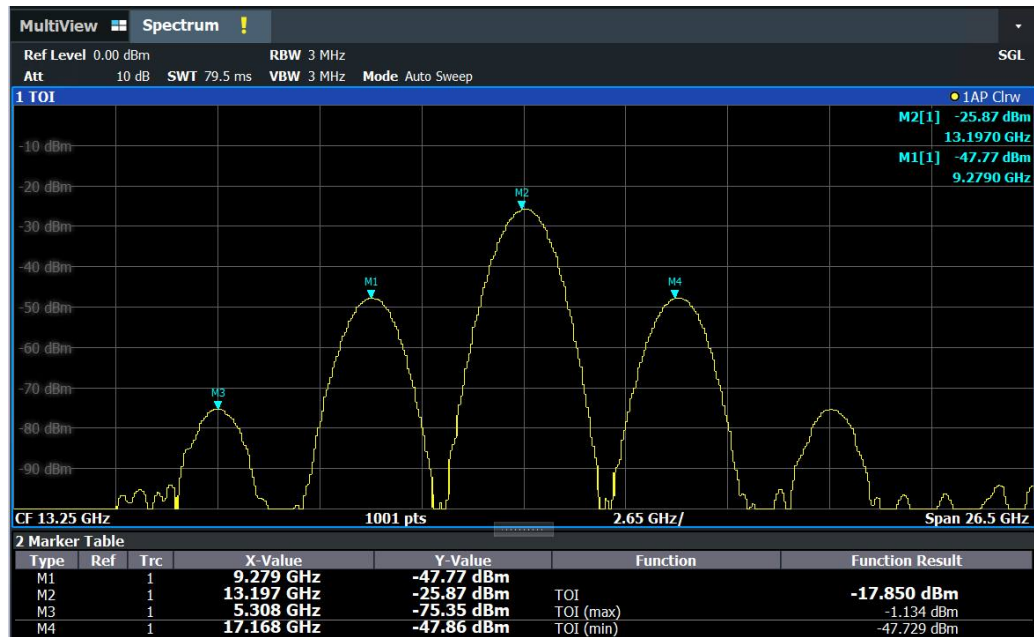 MultiView Spectrum !
Ref Level 0.00 dBm RBW 3 MHz SGL
Att 10 dB SWT 79.5 ms VBW 3 MHz Mode Auto Sweep
1 TOI 1AP Clrw
M2[1] -25.87 dBm
13.1970 GHz
M1[1] -47.77 dBm
9.2790 GHz
-10 dBm
-20 dBm
M2
-30 dBm
-40 dBm
M1 M4
-50 dBm
-60 dBm
-70 dBm
M3
-80 dBm
-90 dBm
CF 13.25 GHz 1001 pts 2.65 GHz/ Span 26.5 GHz
2 Marker Table
Type Ref Trc X-Value Y-Value Function Function Result
M1 1 9.279 GHz -47.77 dBm
M2 1 13.197 GHz -25.87 dBm TOI -17.850 dBm
M3 1 5.308 GHz -75.35 dBm TOI (max) -1.134 dBm
M4 1 17.168 GHz -47.86 dBm TOI (min) -47.729 dBm